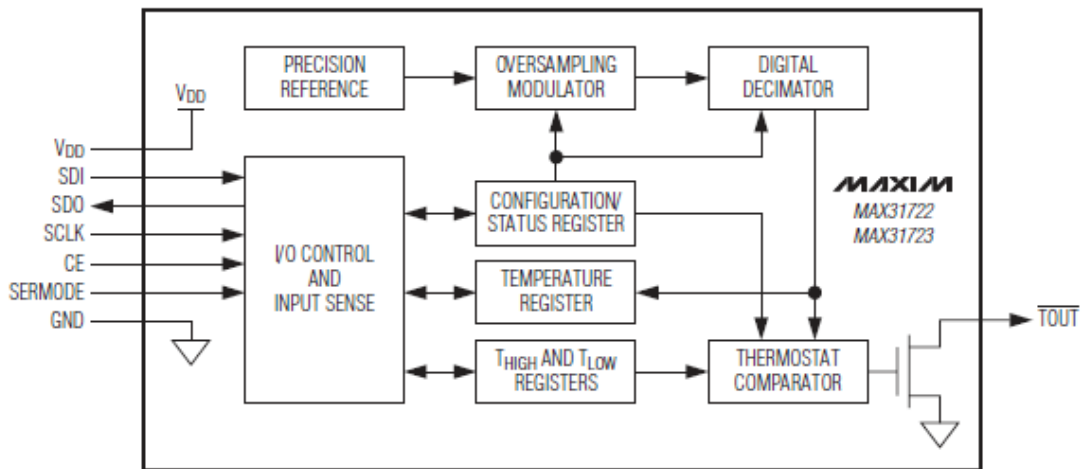 PRECISION
REFERENCE
OVERSAMPLING
MODULATOR
DIGITAL
DECIMATOR
VDD
VDD
SDI
SDO
SCLK
CE
SERMODE
GND
I/O CONTROL
AND
INPUT SENSE
CONFIGURATION/
STATUS REGISTER
TEMPERATURE
REGISTER
THIGH AND TLOW
REGISTERS
THERMOSTAT
COMPARATOR
MAXIM
MAX31722
MAX31723
TOUT